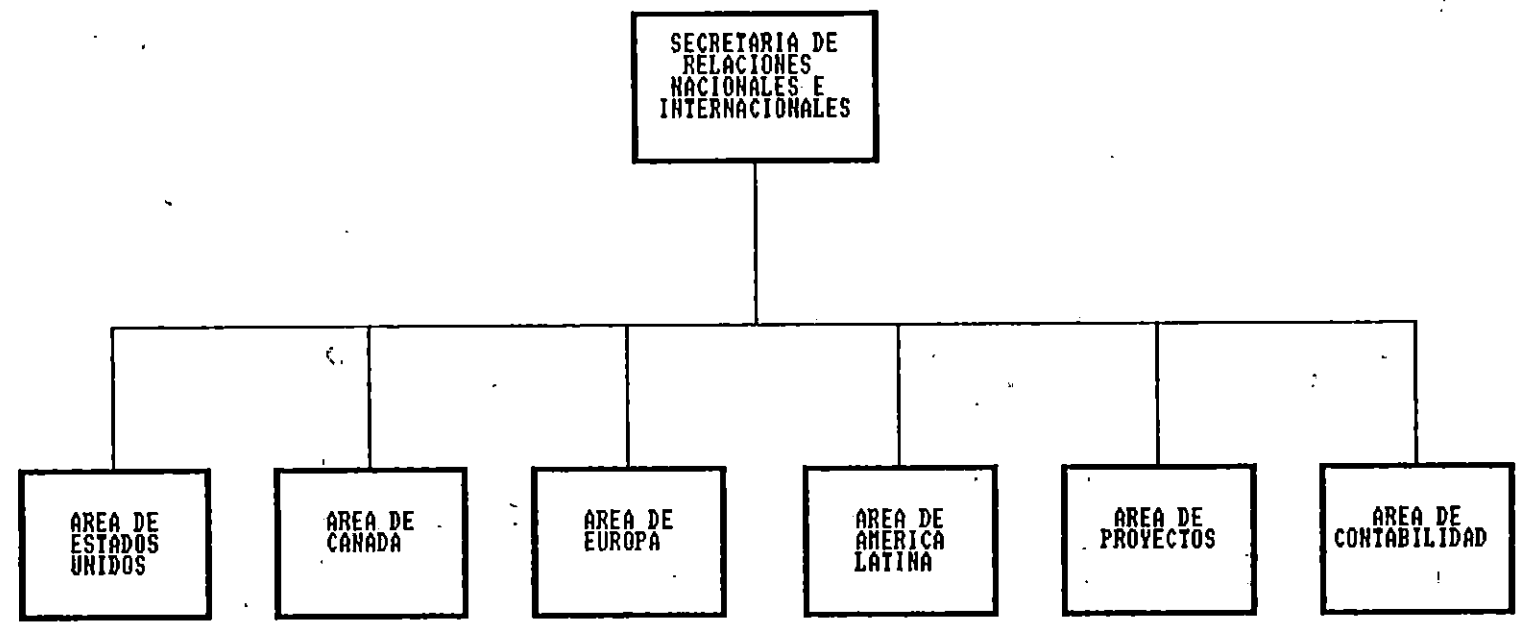 SECRETARIA DE
RELACIONES
NACIONALES E
INTERNACIONALES
AREA DE
ESTADOS
UNIDOS
AREA DE
CANADA
AREA DE
EUROPA
AREA DE
AMERICA
LATINA
AREA DE
PROYECTOS
AREA DE
CONTABILIDAD